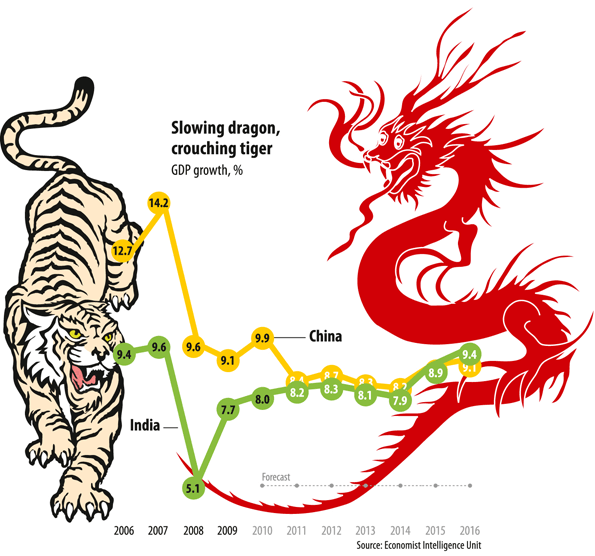 Slowing dragon,
crouching tiger
GDP growth, %
14.2
12.7
9.9
China
9.6
9.1
9.4
9.6
9.4
9.1
8.7
8.9
8.2
8.3
8.1
7.9
7.7
8.0
India
5.1
Forecast
2006 2007 2008 2009 2010 2011 2012 2013 2014 2015 2016
Source: Economist Intelligence Unit